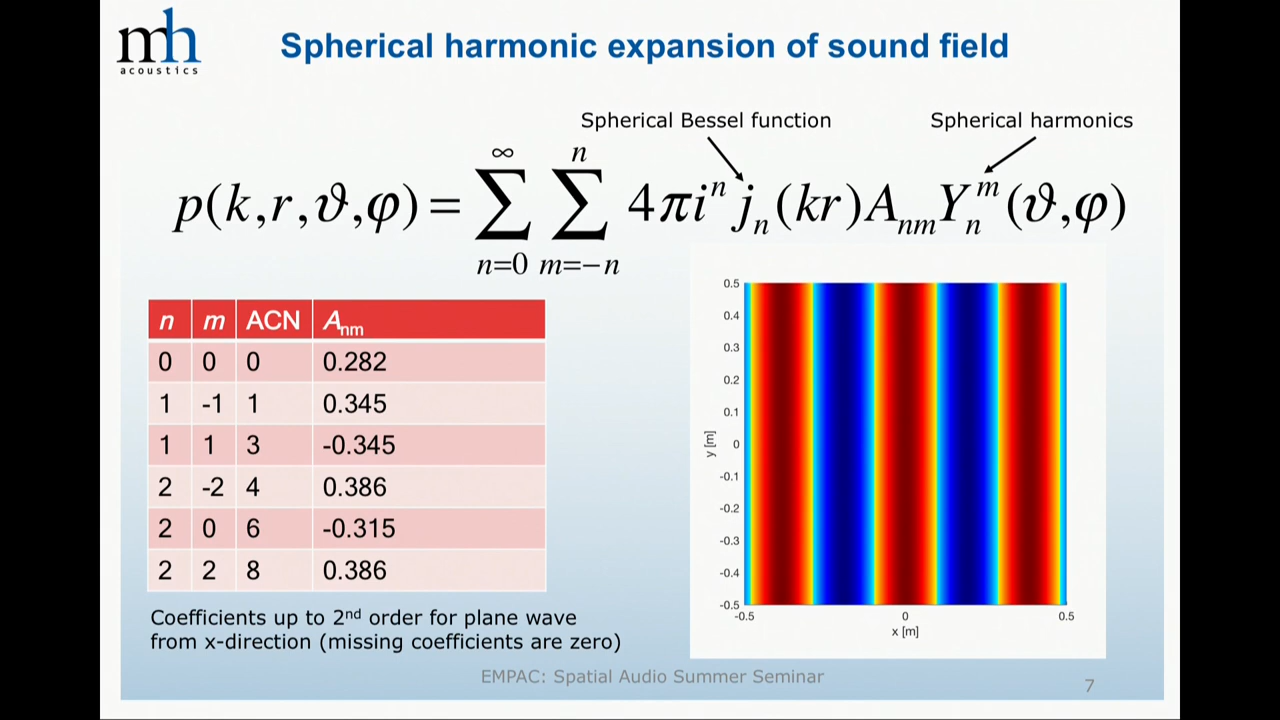 mh
acoustics
Spherical harmonic expansion of sound field
Spherical Bessel function
Spherical harmonics
p(k,r,ϑ,φ) = ∑_{n=0}^{∞} ∑_{m=−n}^{n} 4πi^n j_n(kr)A_{nm}Y_n^m(ϑ,φ)
n m ACN A_nm
0 0 0 0.282
1 -1 1 0.345
1 1 3 -0.345
2 -2 4 0.386
2 0 6 -0.315
2 2 8 0.386
Coefficients up to 2nd order for plane wave
from x-direction (missing coefficients are zero)
0.5
0.4
0.3
0.2
0.1
0
-0.1
-0.2
-0.3
-0.4
-0.5
y [m]
-0.5 0 0.5
x [m]
EMPAC: Spatial Audio Summer Seminar
7